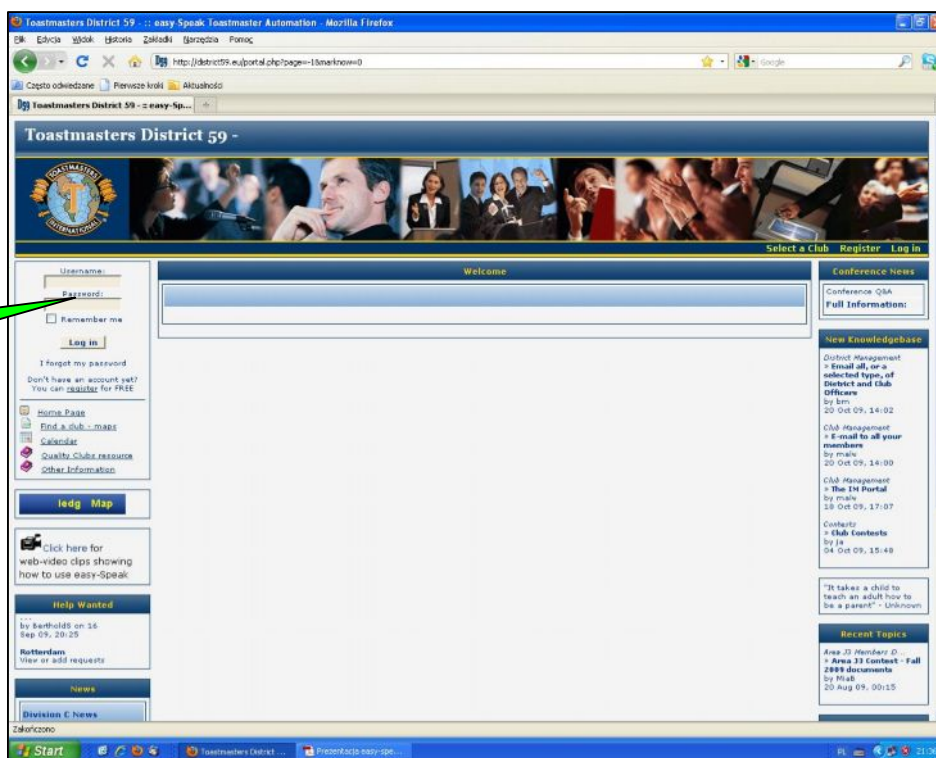 Toastmasters District 59 - :: easy-Speak Toastmaster Automation - Mozilla Firefox
Plik Edycja Widok Historia Zakładki Narzędzia Pomoc
http://district59.eu/portal.php?page=-1&marknow=0
Google
Często odwiedzane Pierwsze kroki Aktualności
Toastmasters District 59 - :: easy-Sp...
Toastmasters District 59 -
TOASTMASTERS
T
INTERNATIONAL
Select a Club Register Log in
Username:
Password:
Remember me
Log in
I forgot my password
Don't have an account yet?
You can register for FREE
Home Page
Find a club - maps
Calendar
Quality Clubs resource
Other Information
ledg Map
Click here for
web-video clips showing
how to use easy-Speak
Help Wanted
...
by BertholdS on 16
Sep 09, 20:25
Rotterdam
View or add requests
News
Division C News
Welcome
Conference News
Conference Q&A
Full Information:
New Knowledgebase
District Management
» Email all, or a
selected type, of
District and Club
Officers
by brn
20 Oct 09, 14:02
Club Management
» E-mail to all your
members
by malv
20 Oct 09, 14:00
Club Management
» The IM Portal
by malv
18 Oct 09, 17:07
Contests
» Club Contests
by ja
04 Oct 09, 15:48
"It takes a child to
teach an adult how to
be a parent" - Unknown
Recent Topics
Area J3 Members D...
» Area J3 Contest - Fall
2009 documents
by MiaB
20 Aug 09, 00:15
Zakończono
Start
Toastmasters District ...
Prezentacja easy-spe...
PL